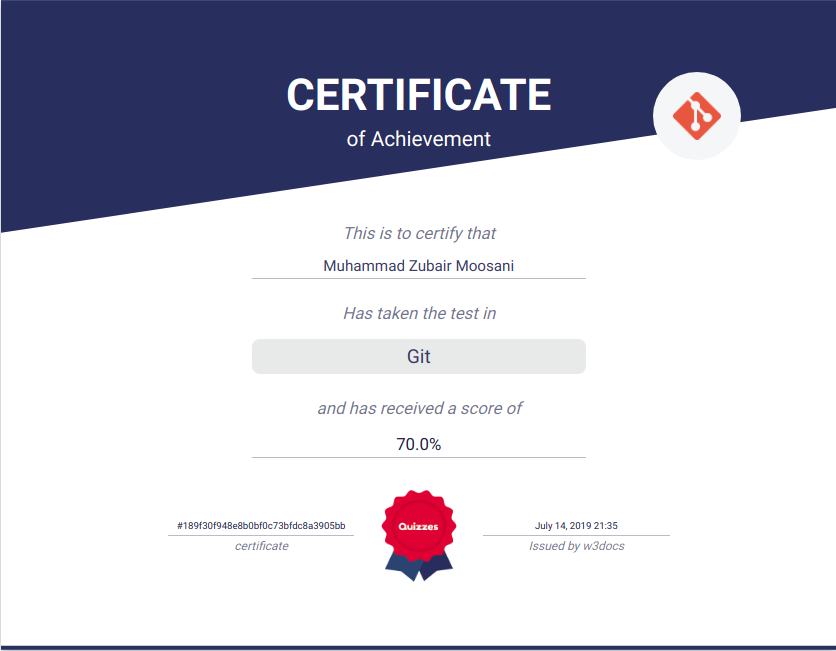 CERTIFICATE
of Achievement
This is to certify that
Muhammad Zubair Moosani
Has taken the test in
Git
and has received a score of
70.0%
#189f30f948e8b0bf0c73bfdc8a3905bb
certificate
Quizzes
July 14, 2019 21:35
Issued by w3docs